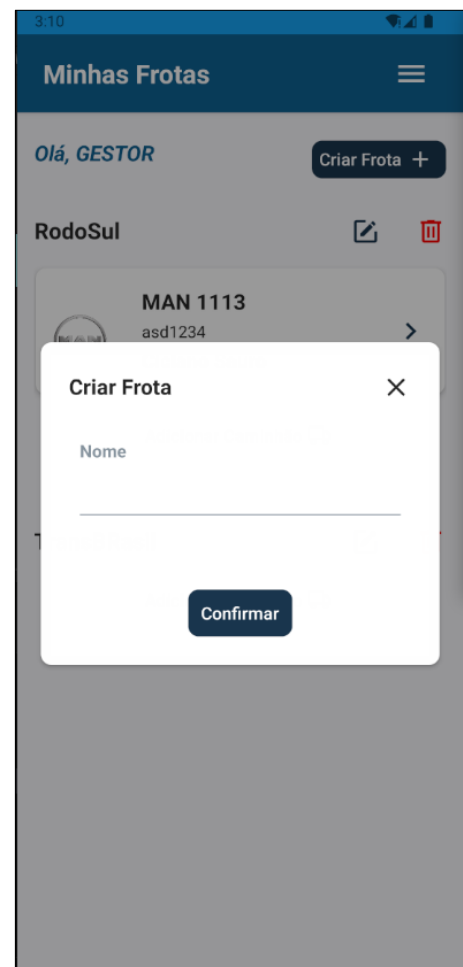 3:10
Minhas Frotas
Olá, GESTOR
Criar Frota +
RodoSul
MAN 1113
asd1234
Criar Frota
Nome
Confirmar